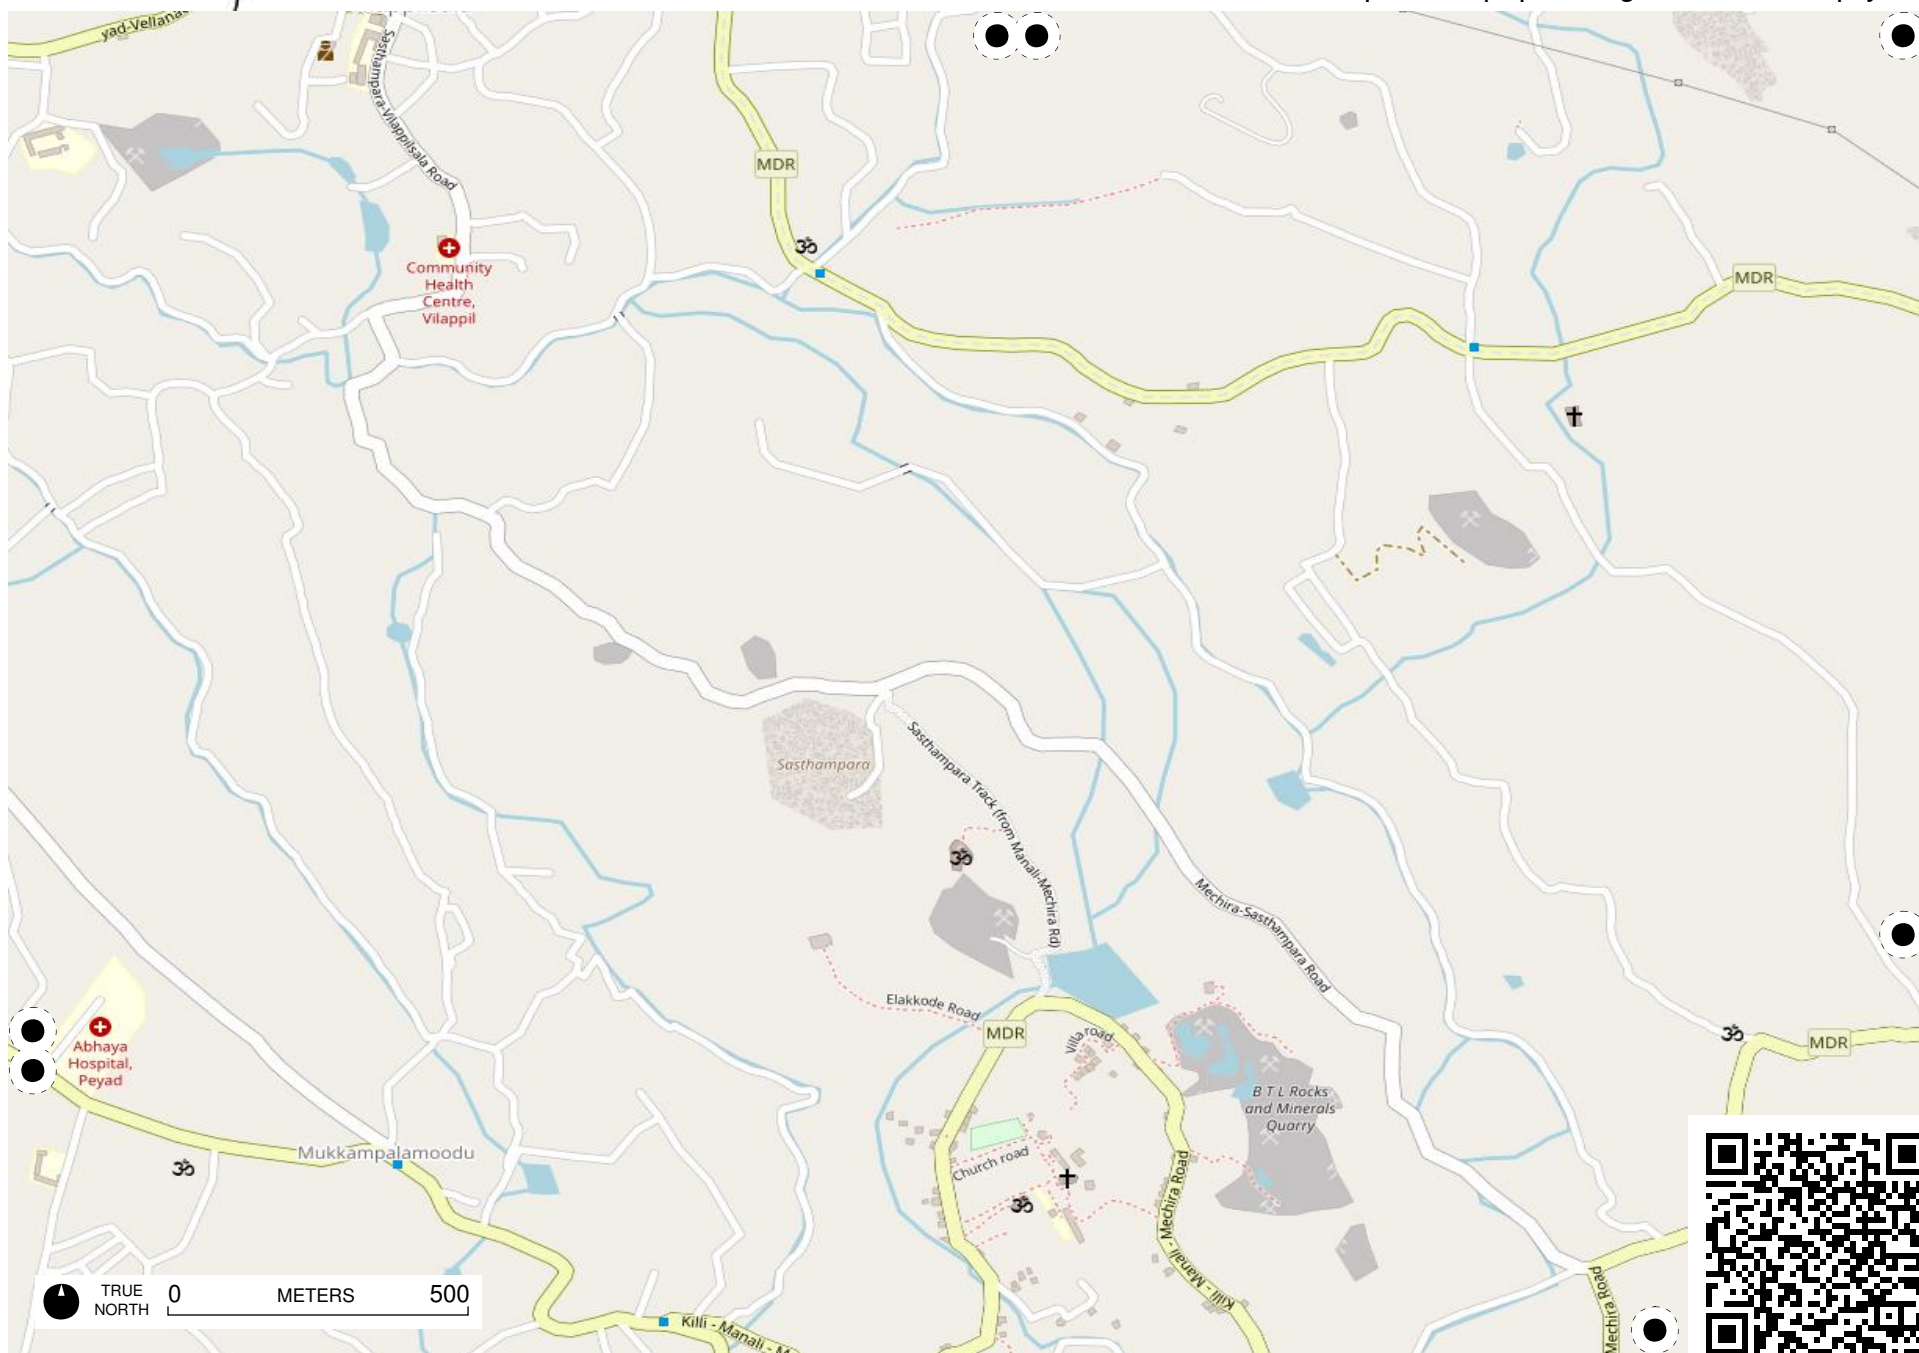 yad-Vellana
Sasthampara-Vilappilsala Road
MDR
Community
Health
Centre,
Vilappil
MDR
Sasthampara
Sasthampara Track (from Manali-Mechira Rd)
Mechira-Sasthampara Road
Elakkode Road
MDR
Villa road
MDR
Abhaya
Hospital,
Peyad
B T L Rocks
and Minerals
Quarry
Mukkampalamoodu
Church road
ॐ
ॐ
ॐ
ॐ
ॐ
Killi - Manali - Mechira Road
Mechira Road
Killi - Manali - M
TRUE
NORTH
0 METERS 500